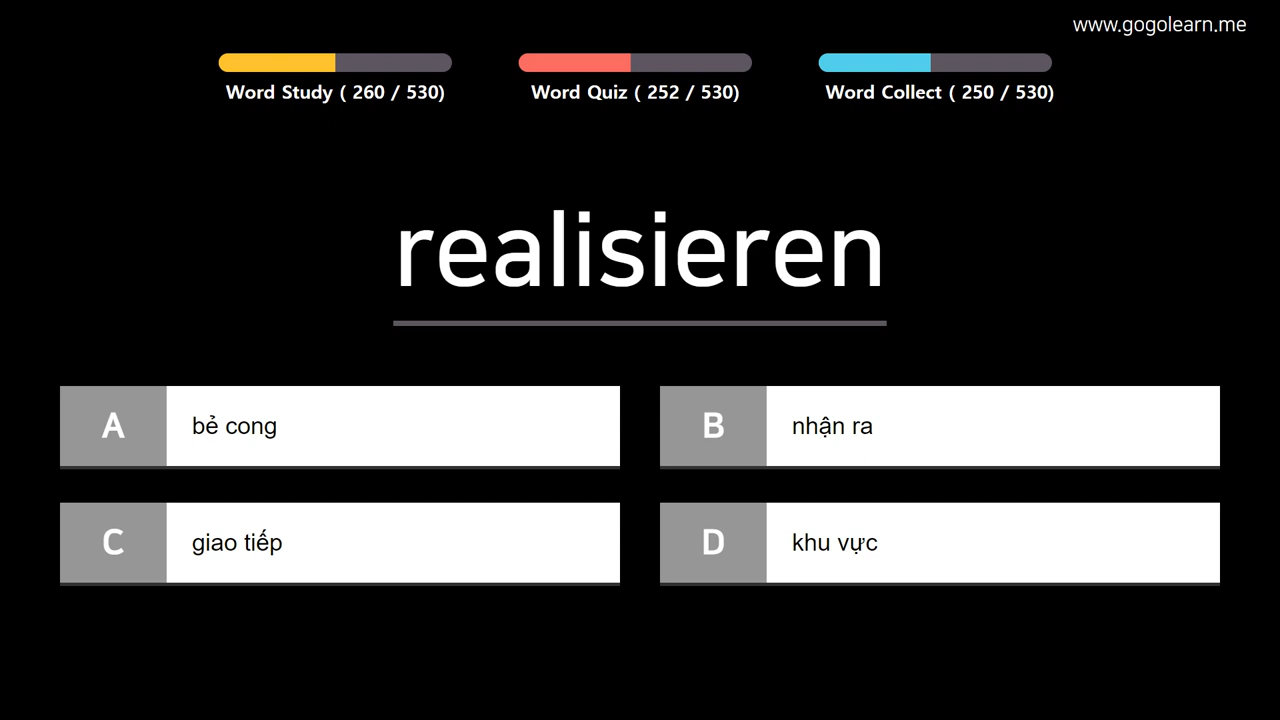 www.gogolearn.me
Word Study ( 260 / 530)
Word Quiz ( 252 / 530)
Word Collect ( 250 / 530)
realisieren
A bẻ cong
B nhận ra
C giao tiếp
D khu vực